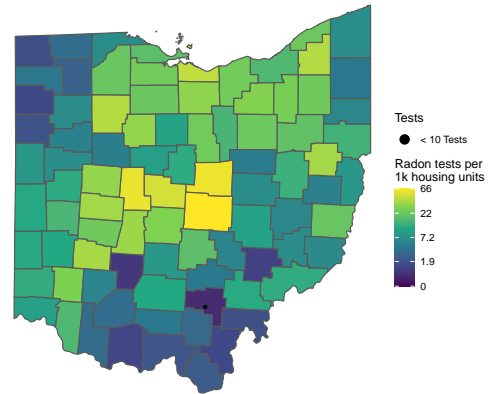 Tests
< 10 Tests
Radon tests per
1k housing units
66
22
7.2
1.9
0